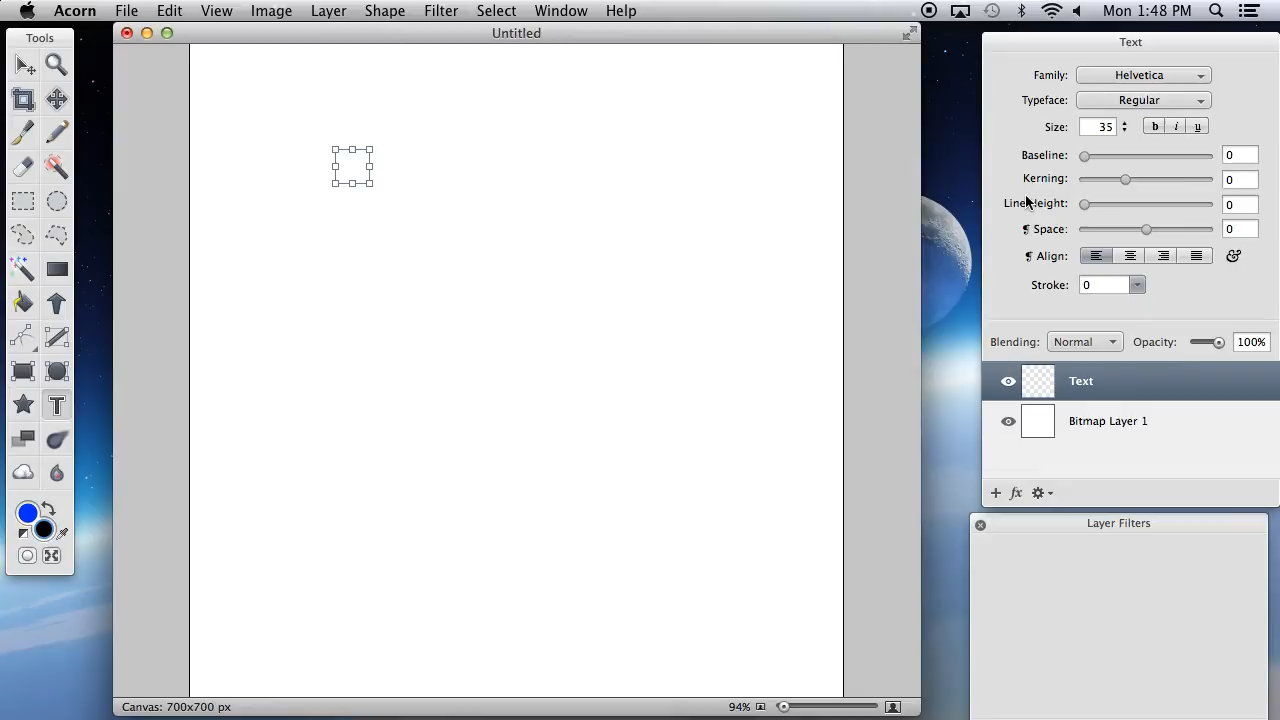 Acorn File Edit View Image Layer Shape Filter Select Window Help Mon 1:48 PM
Tools
Untitled
Text
Family: Helvetica
Typeface: Regular
Size: 35 b i u
Baseline: 0
Kerning: 0
Line Height: 0
¶ Space: 0
¶ Align:
Stroke: 0
Blending: Normal Opacity: 100%
Text
Bitmap Layer 1
+ fx
Layer Filters
T
Canvas: 700x700 px 94%